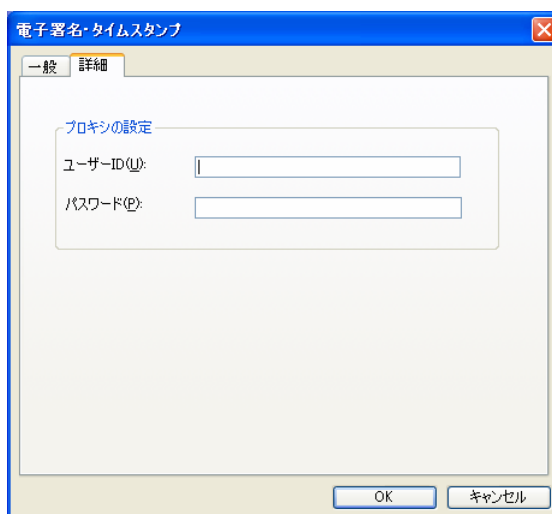 電子署名・タイムスタンプ
一般 詳細
プロキシの設定
ユーザーID(U):
パスワード(P):
OK キャンセル